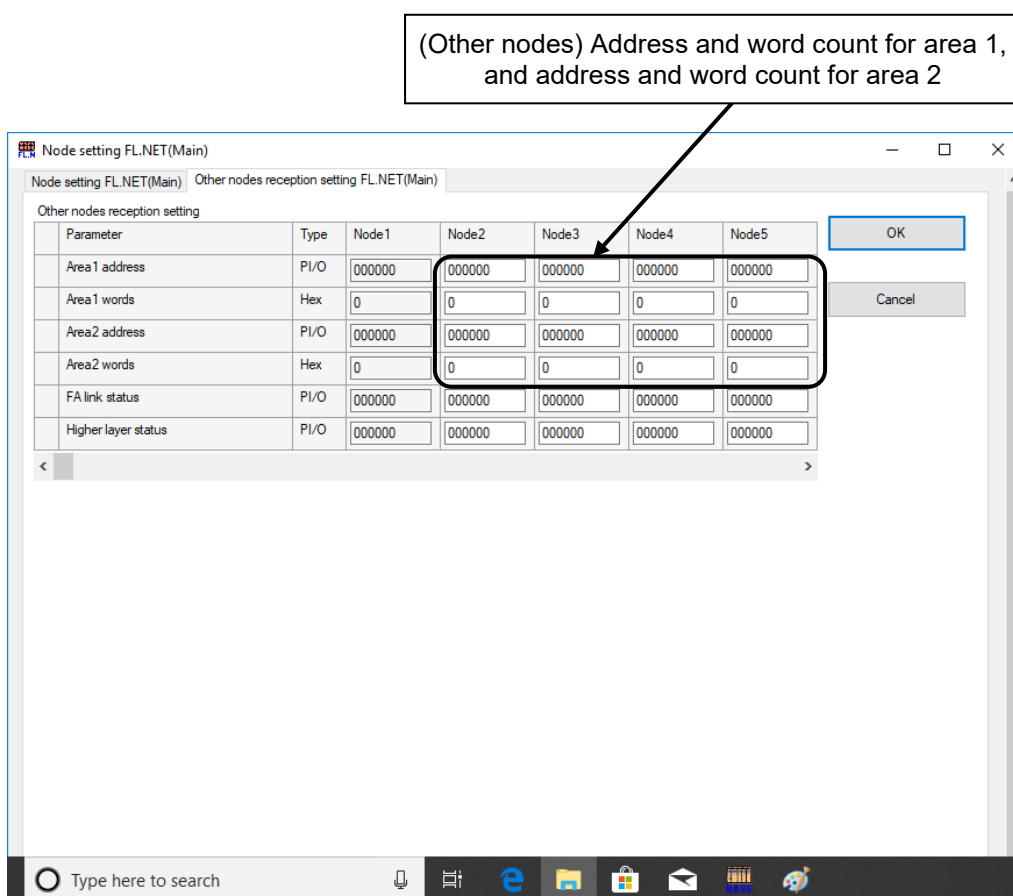 (Other nodes) Address and word count for area 1,
and address and word count for area 2
FL.N
Node setting FL.NET(Main)
Node setting FL.NET(Main) Other nodes reception setting FL.NET(Main)
Other nodes reception setting
Parameter Type Node1 Node2 Node3 Node4 Node5
Area1 address PI/O 000000 000000 000000 000000 000000
Area1 words Hex 0 0 0 0 0
Area2 address PI/O 000000 000000 000000 000000 000000
Area2 words Hex 0 0 0 0 0
FA link status PI/O 000000 000000 000000 000000 000000
Higher layer status PI/O 000000 000000 000000 000000 000000
OK
Cancel
Type here to search
BASE